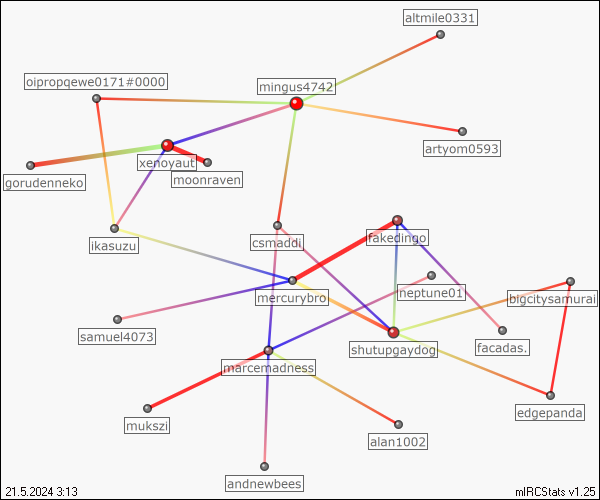 altmile0331
oipropqewe0171#0000
mingus4742
artyom0593
xenoyaut
moonraven
gorudenneko
ikasuzu
csmaddi
fakedingo
neptune01
mercurybro
bigcitysamurai
samuel4073
shutupgaydog
facadas.
marcemadness
edgepanda
mukszi
alan1002
andnewbees
21.5.2024 3:13
mIRCStats v1.25